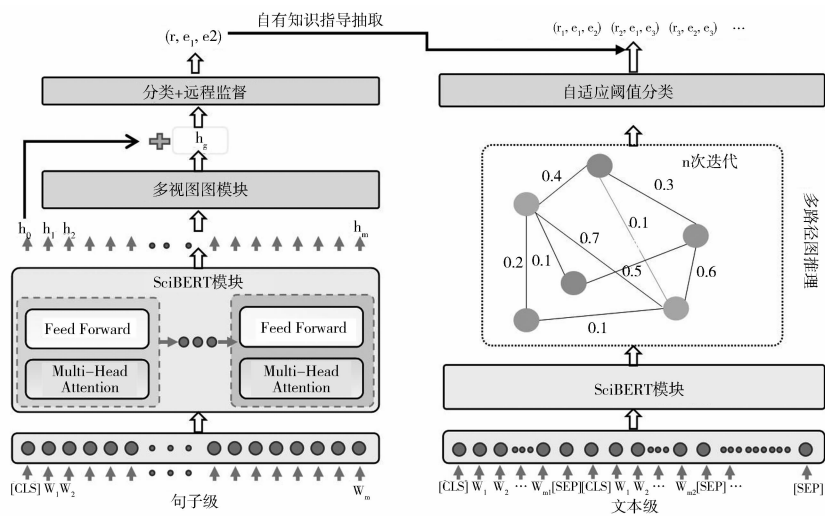 自有知识指导抽取
(r, e₁, e2)
(r₁, e₁, e₂) (r₂, e₁, e₃) (r₃, e₂, e₃) …
分类+远程监督
自适应阈值分类
hg
多视图图模块
n次迭代
0.4
0.3
0.1
0.7
0.2
0.1
0.5
0.6
0.1
多路径图推理
h₀ h₁ h₂ hm
SciBERT模块
Feed Forward
Feed Forward
Multi-Head
Attention
Multi-Head
Attention
SciBERT模块
[CLS] W₁ W₂ Wm
句子级
[CLS] W₁ W₂ … Wm1 [SEP][CLS] W₁ W₂ … Wm2 [SEP] … [SEP]
文本级